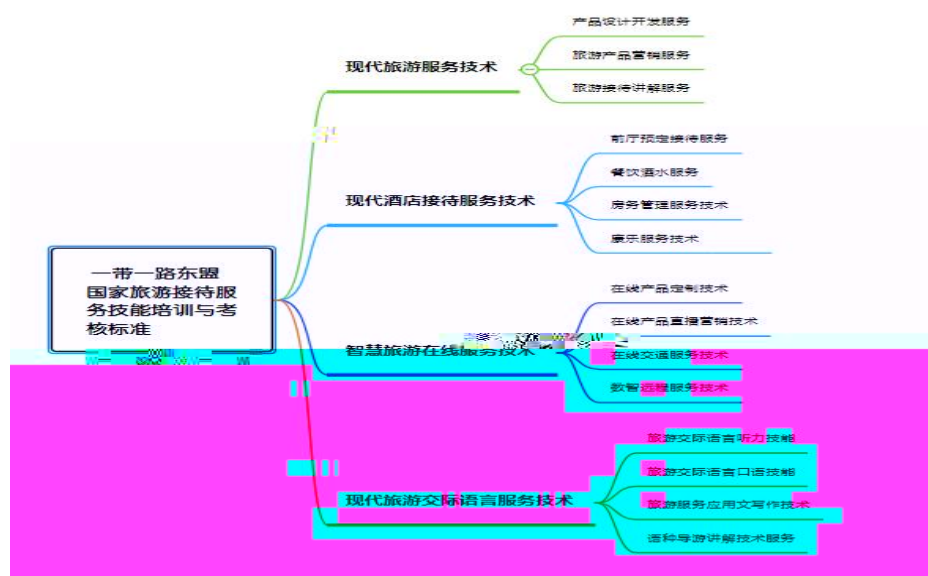 一带一路东盟
国家旅游接待服
务技能培训与考
核标准
现代旅游服务技术
产品设计开发服务
旅游产品营销服务
旅游接待讲解服务
现代酒店接待服务技术
前厅预定接待服务
餐饮酒水服务
房务管理服务技术
康乐服务技术
智慧旅游在线服务技术
在线产品定制技术
在线产品直播营销技术
在线交通服务技术
数智远程服务技术
现代旅游交际语言服务技术
旅游交际语言听力技能
旅游交际语言口语技能
旅游服务应用文写作技术
语种导游讲解技术服务